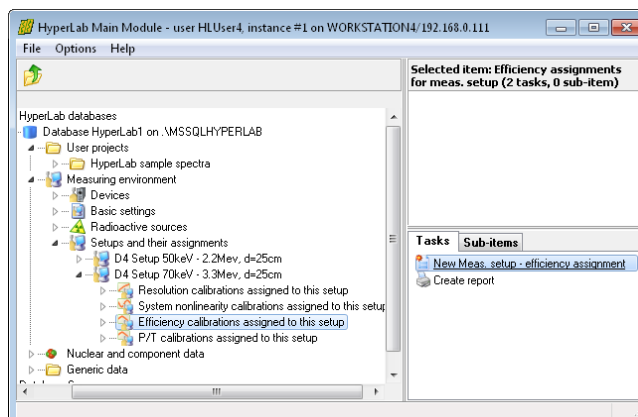 HyperLab Main Module - user HLUser4, instance #1 on WORKSTATION4/192.168.0.111
File Options Help
Selected item: Efficiency assignments
for meas. setup (2 tasks, 0 sub-item)
HyperLab databases
Database HyperLab1 on .\MSSQLHYPERLAB
User projects
HyperLab sample spectra
Measuring environment
Devices
Basic settings
Radioactive sources
Setups and their assignments
D4 Setup 50keV - 2.2Mev, d=25cm
D4 Setup 70keV - 3.3Mev, d=25cm
Resolution calibrations assigned to this setup
System nonlinearity calibrations assigned to this setup
Efficiency calibrations assigned to this setup
P/T calibrations assigned to this setup
Nuclear and component data
Generic data
Tasks Sub-items
New Meas. setup - efficiency assignment
Create report